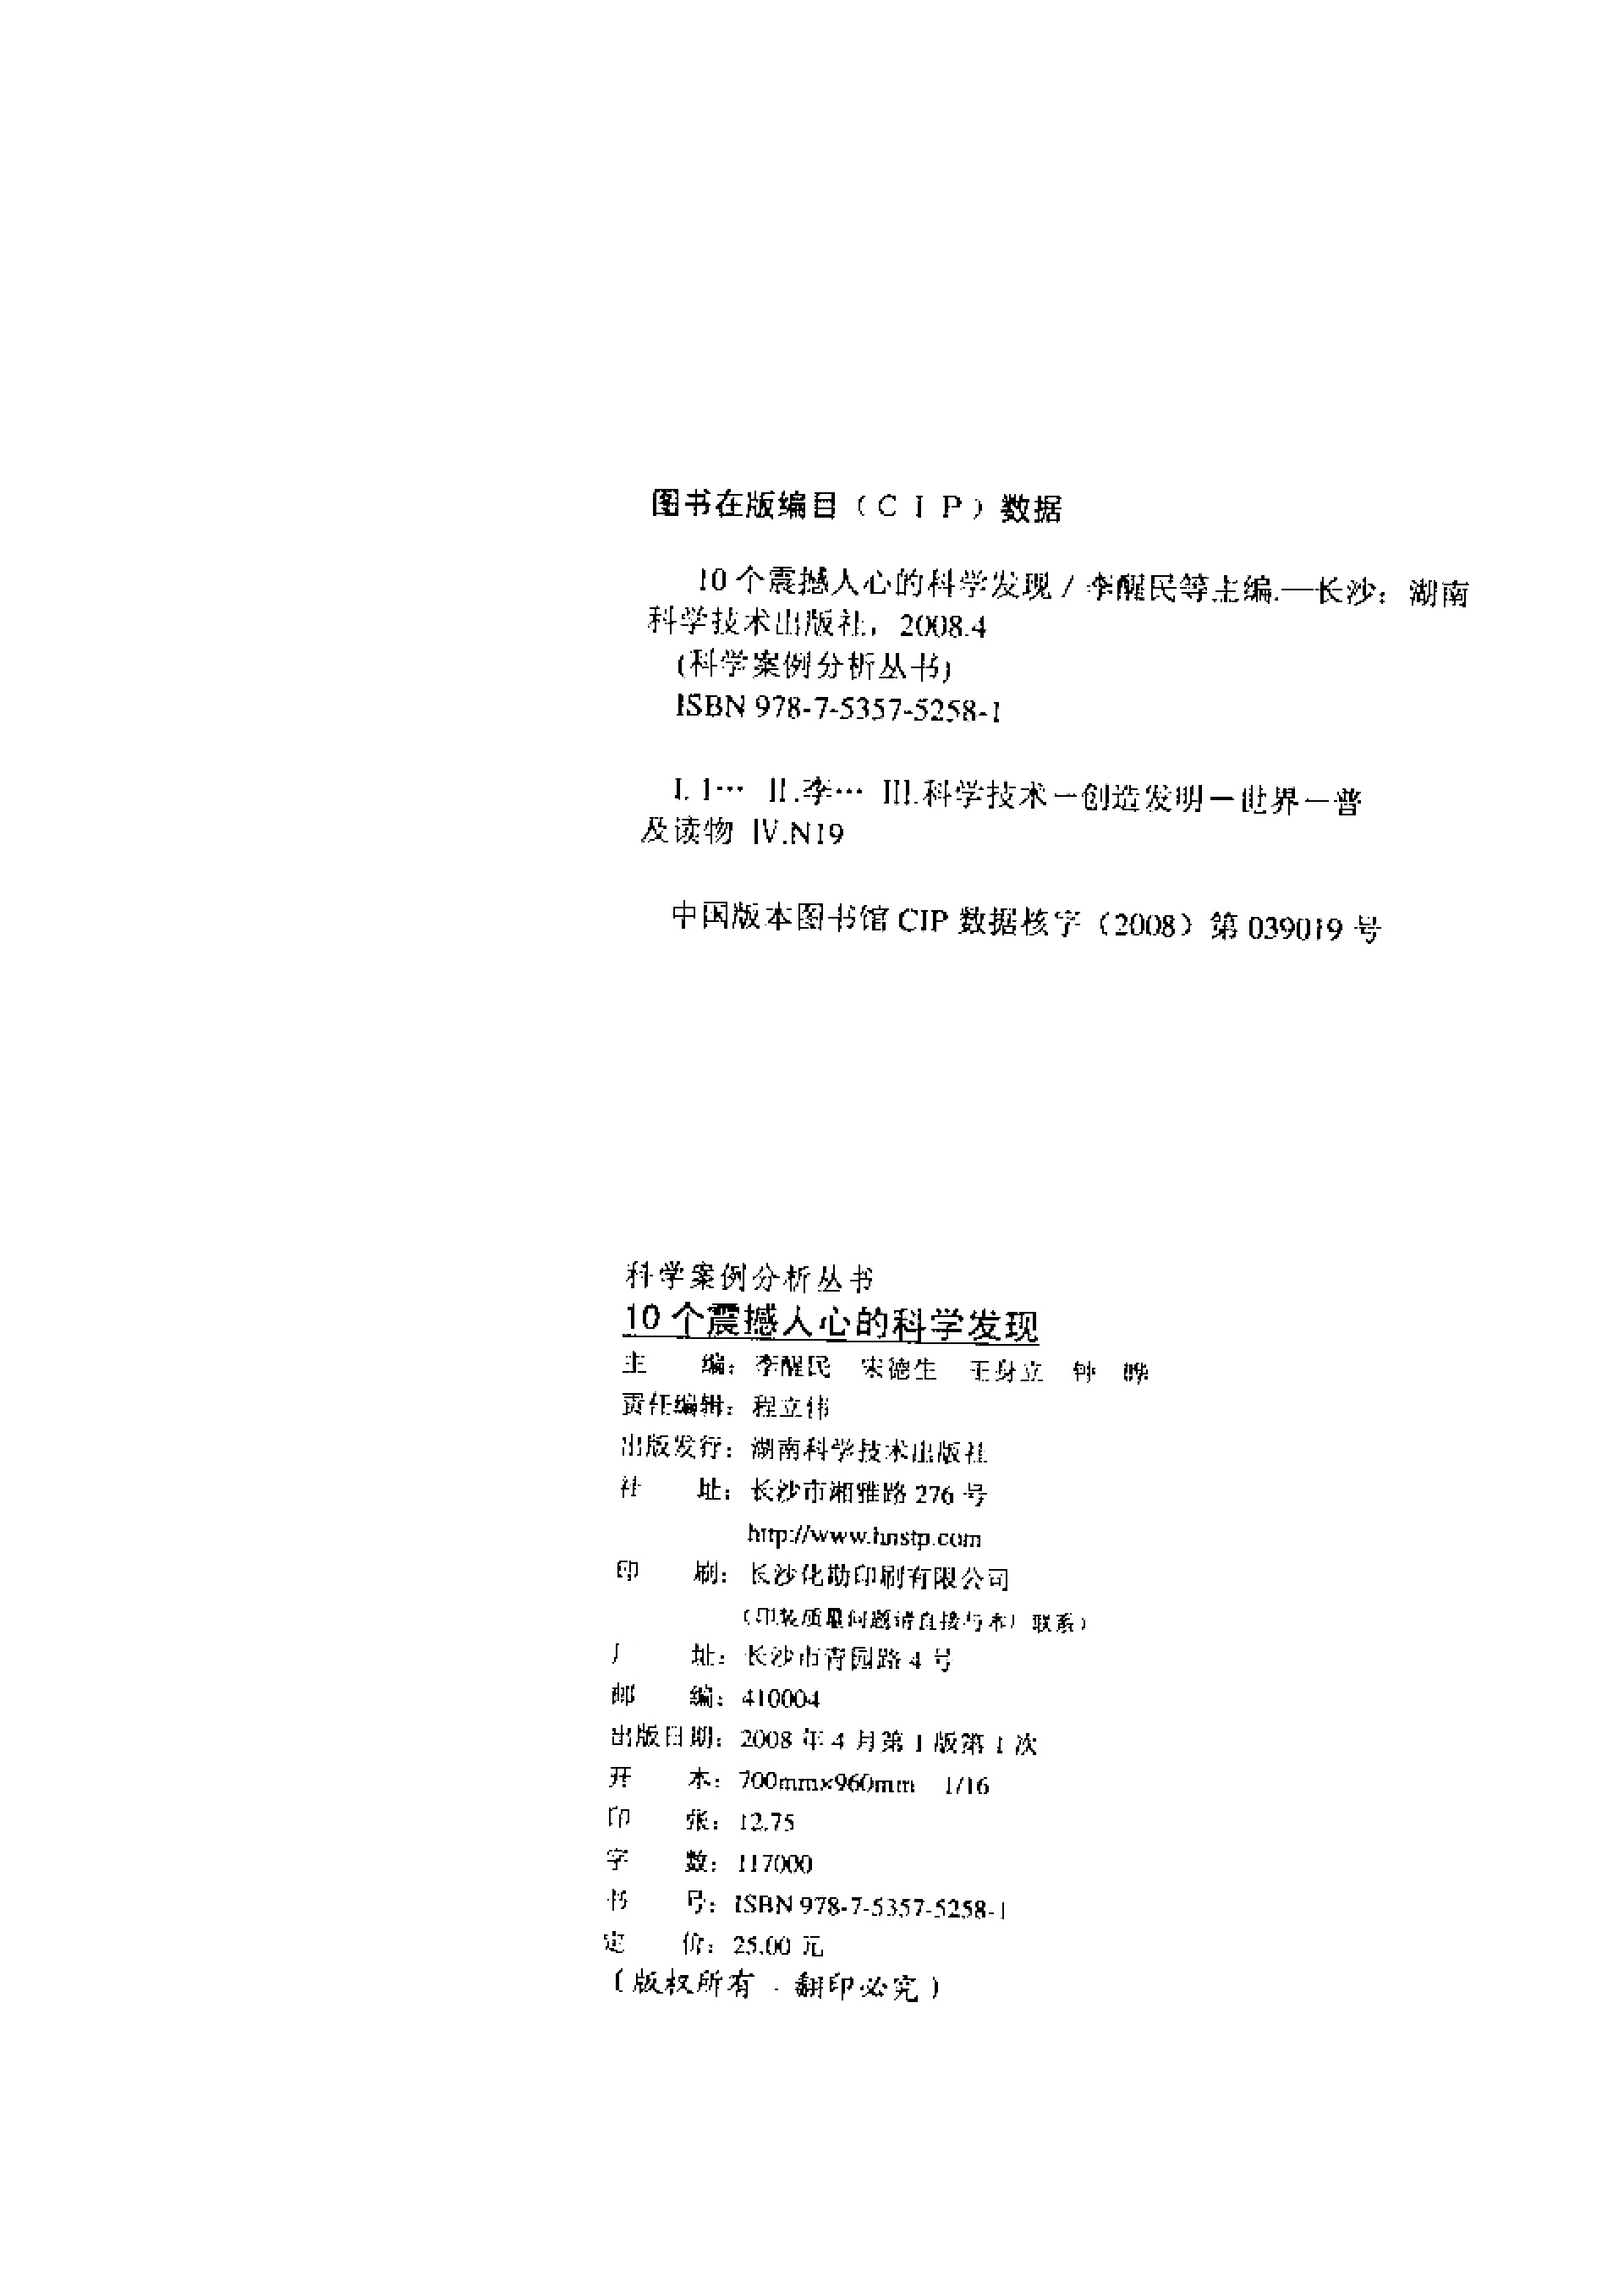 图书在版编目（CIP）数据
10个震撼人心的科学发现/李醒民等主编.—长沙：湖南
科学技术出版社，2008.4
(科学案例分析丛书)
ISBN 978-7-5357-5258-1
I.1… II.李… III.科学技术－创造发明－世界－普
及读物 IV.N19
中国版本图书馆CIP数据核字（2008）第039019号
科学案例分析丛书
10个震撼人心的科学发现
主 编：李醒民 宋德生 王身立 钟 晔
责任编辑：程立伟
出版发行：湖南科学技术出版社
社 址：长沙市湘雅路276号
http://www.hnstp.com
印 刷：长沙化勘印刷有限公司
（印装质量问题请直接与本厂联系）
厂 址：长沙市青园路4号
邮 编：410004
出版日期：2008年4月第1版第1次
开 本：700mm×960mm 1/16
印 张：12.75
字 数：117000
书 号：ISBN 978-7-5357-5258-1
定 价：25.00元
（版权所有·翻印必究）